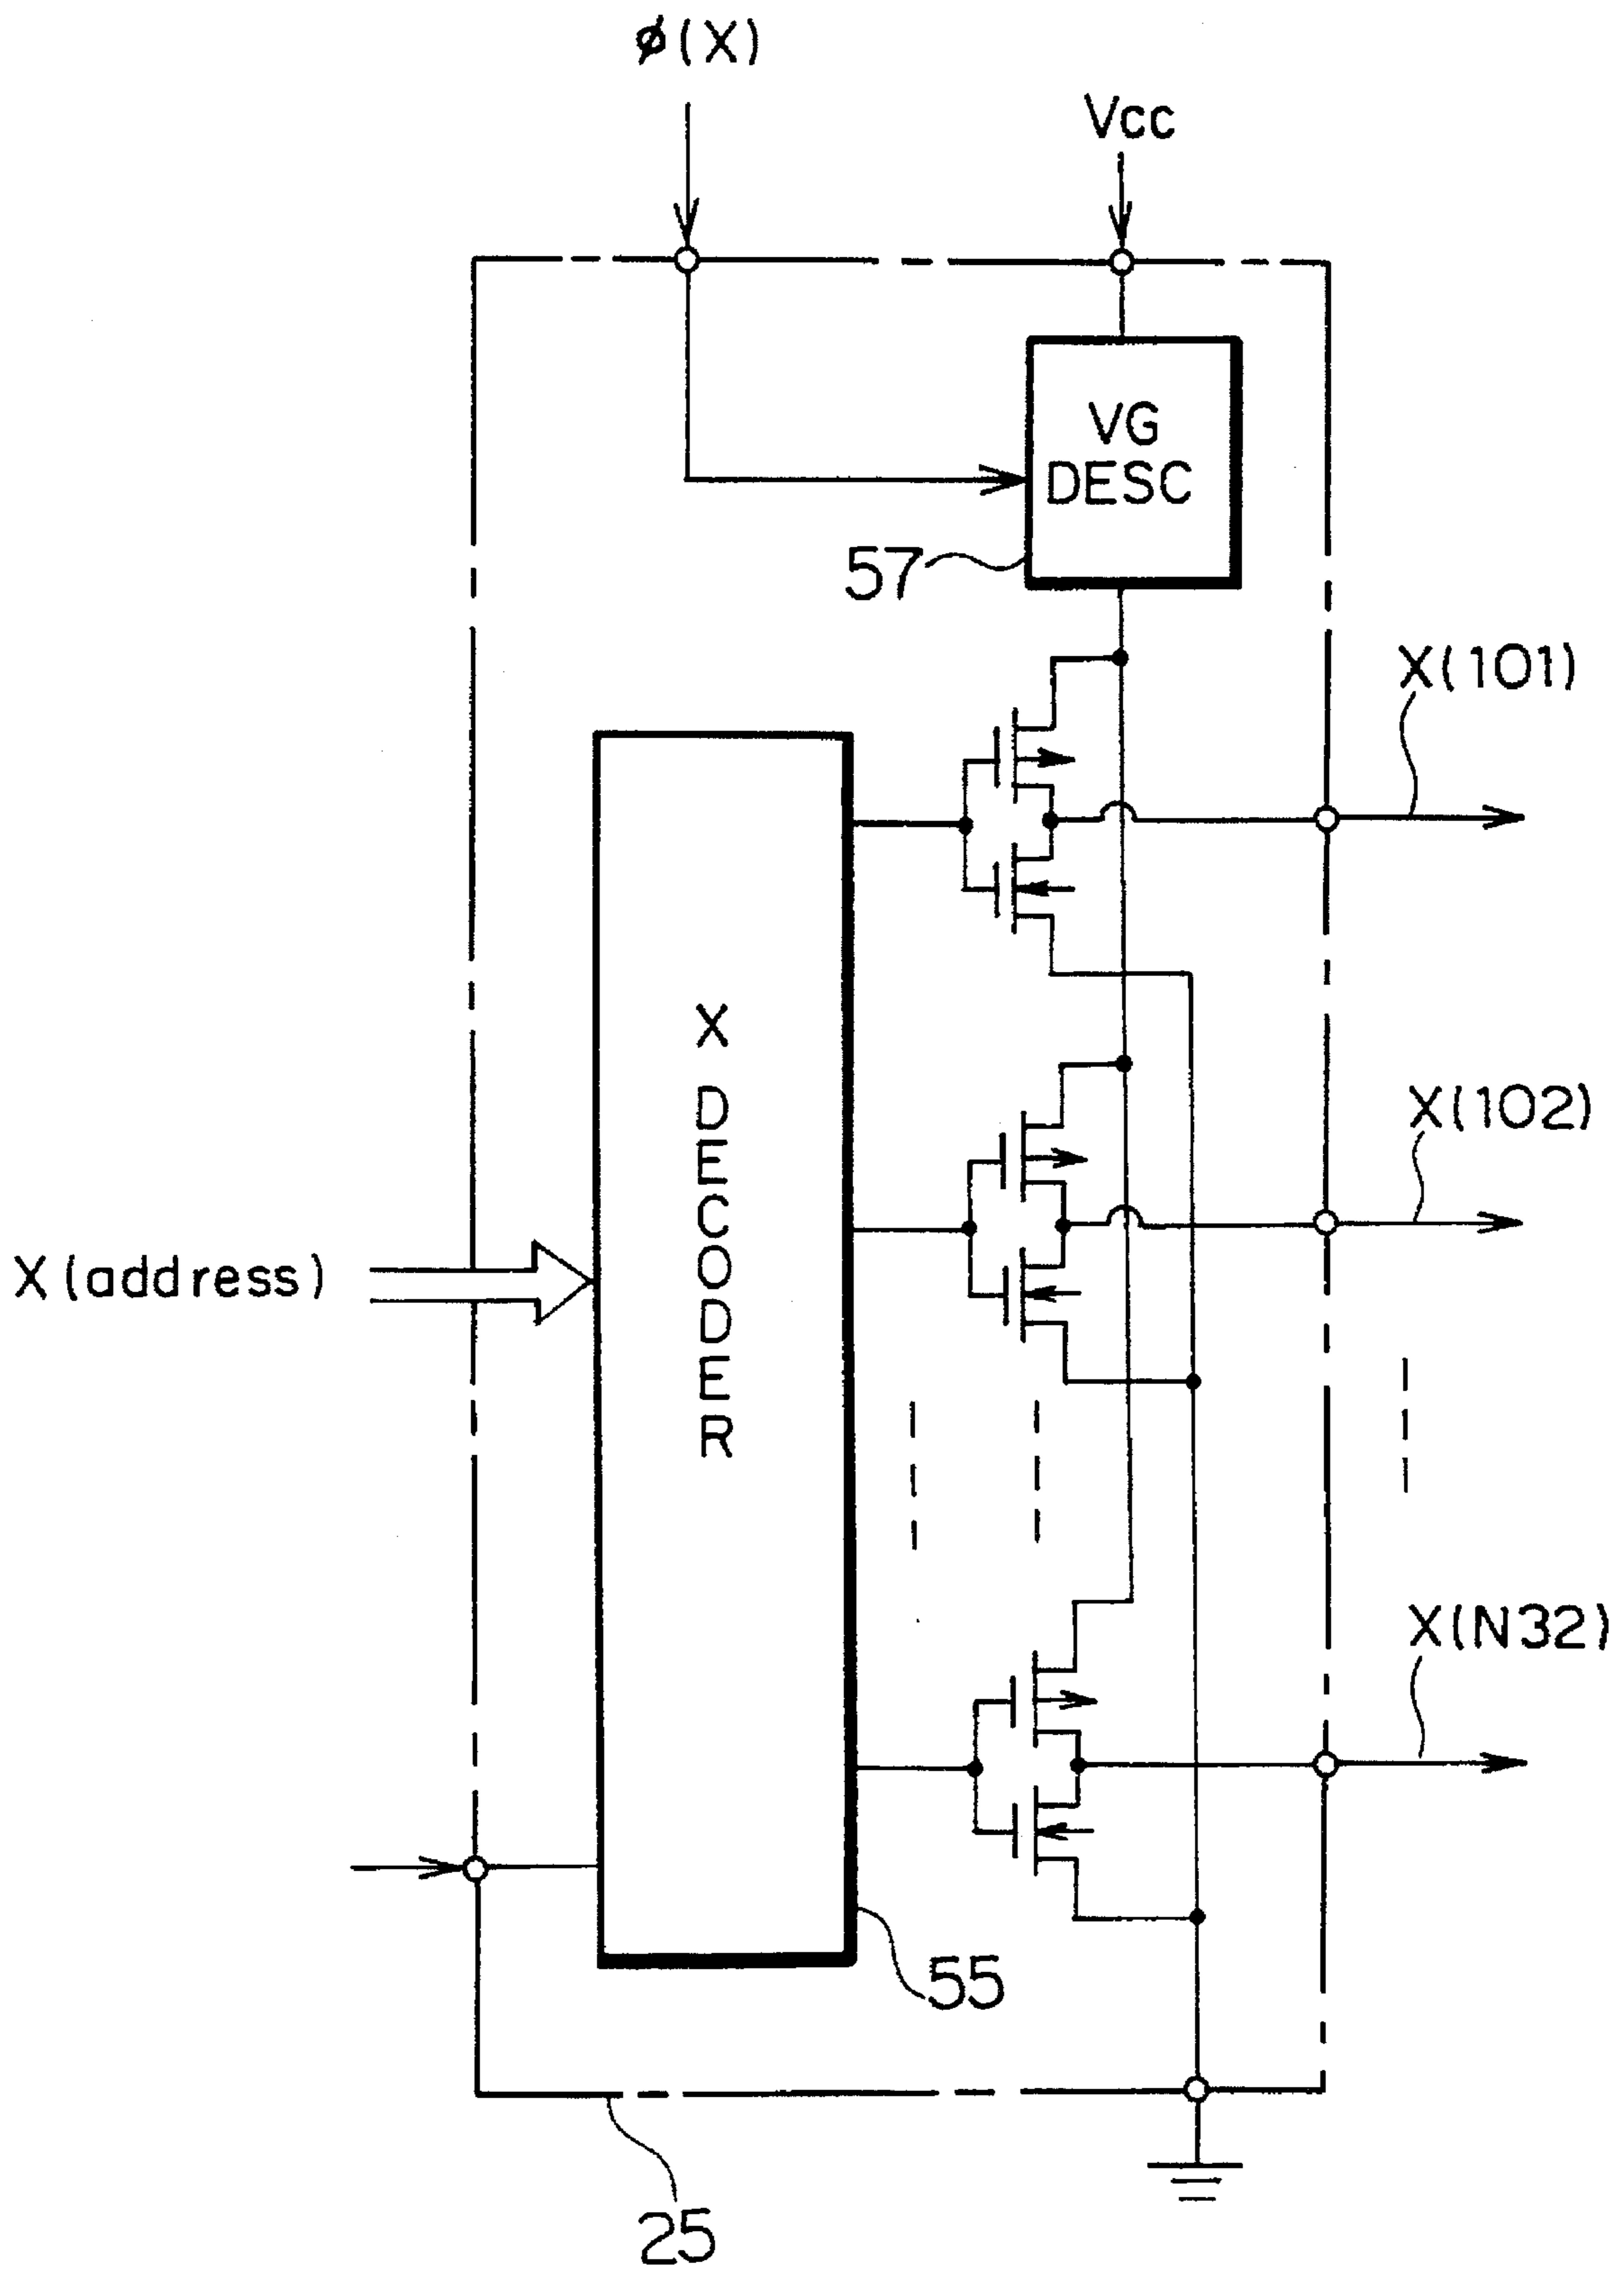 ø(X)
Vcc
VG
DESC
57
X(101)
X DECODER
X(102)
X(address)
X(N32)
55
25